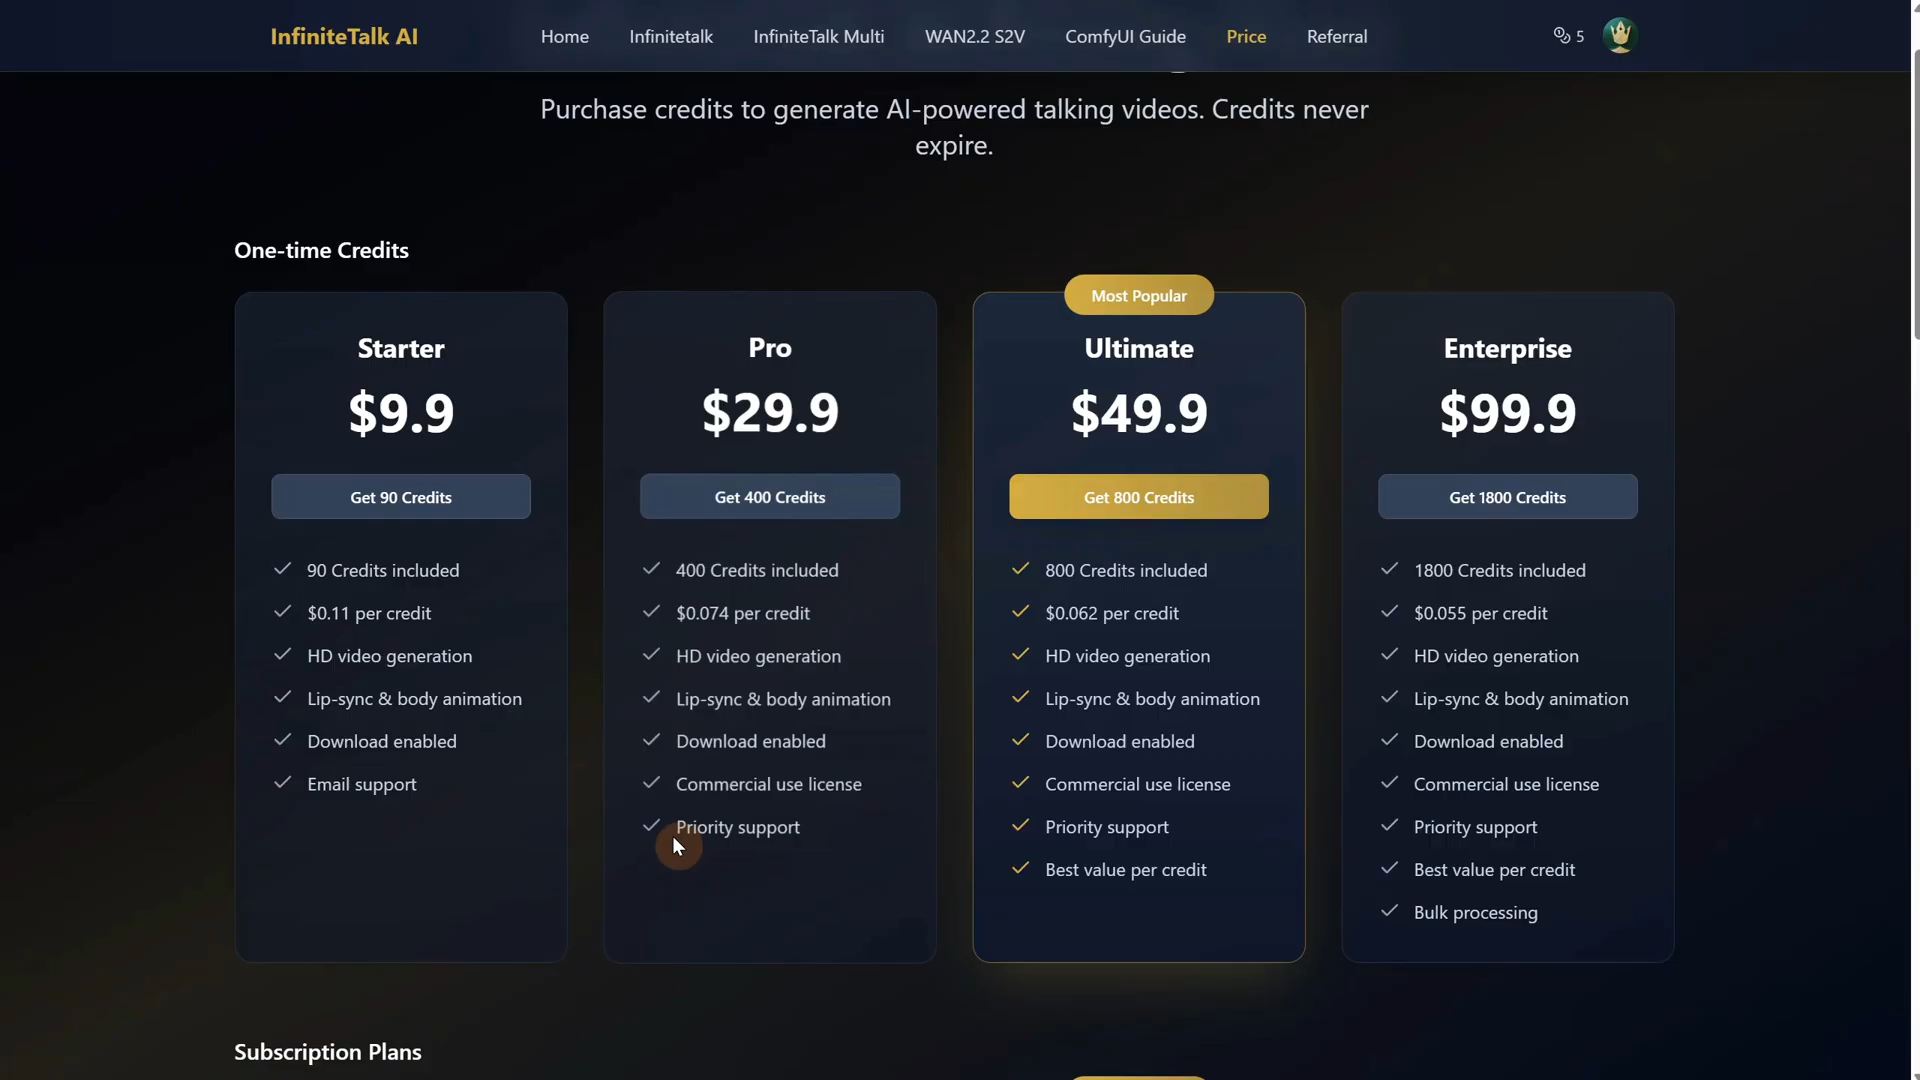 InfiniteTalk AI
Home
Infinitetalk
InfiniteTalk Multi
WAN2.2 S2V
ComfyUI Guide
Price
Referral
5
Purchase credits to generate AI-powered talking videos. Credits never
expire.
One-time Credits
Starter
$9.9
Get 90 Credits
90 Credits included
$0.11 per credit
HD video generation
Lip-sync & body animation
Download enabled
Email support
Pro
$29.9
Get 400 Credits
400 Credits included
$0.074 per credit
HD video generation
Lip-sync & body animation
Download enabled
Commercial use license
Priority support
Most Popular
Ultimate
$49.9
Get 800 Credits
800 Credits included
$0.062 per credit
HD video generation
Lip-sync & body animation
Download enabled
Commercial use license
Priority support
Best value per credit
Enterprise
$99.9
Get 1800 Credits
1800 Credits included
$0.055 per credit
HD video generation
Lip-sync & body animation
Download enabled
Commercial use license
Priority support
Best value per credit
Bulk processing
Subscription Plans